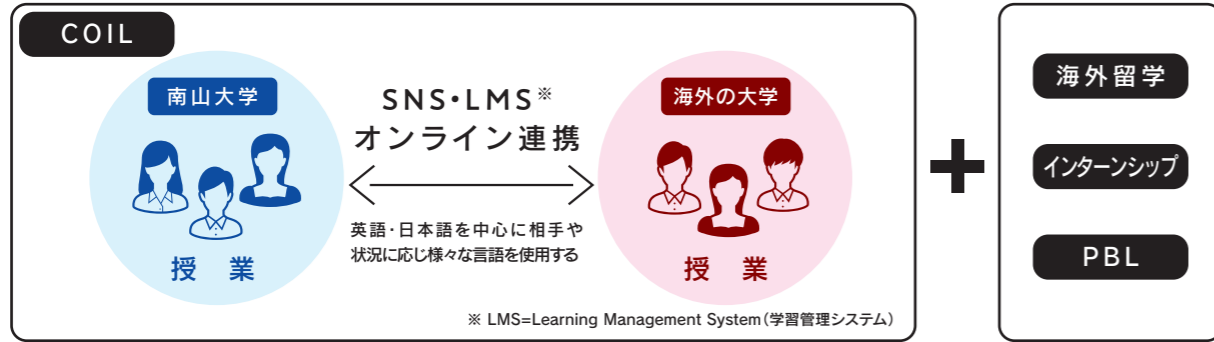 COIL
南山大学
授業
SNS・LMS※
オンライン連携
英語・日本語を中心に相手や
状況に応じ様々な言語を使用する
海外の大学
授業
※ LMS=Learning Management System(学習管理システム)
+
海外留学
インターンシップ
PBL